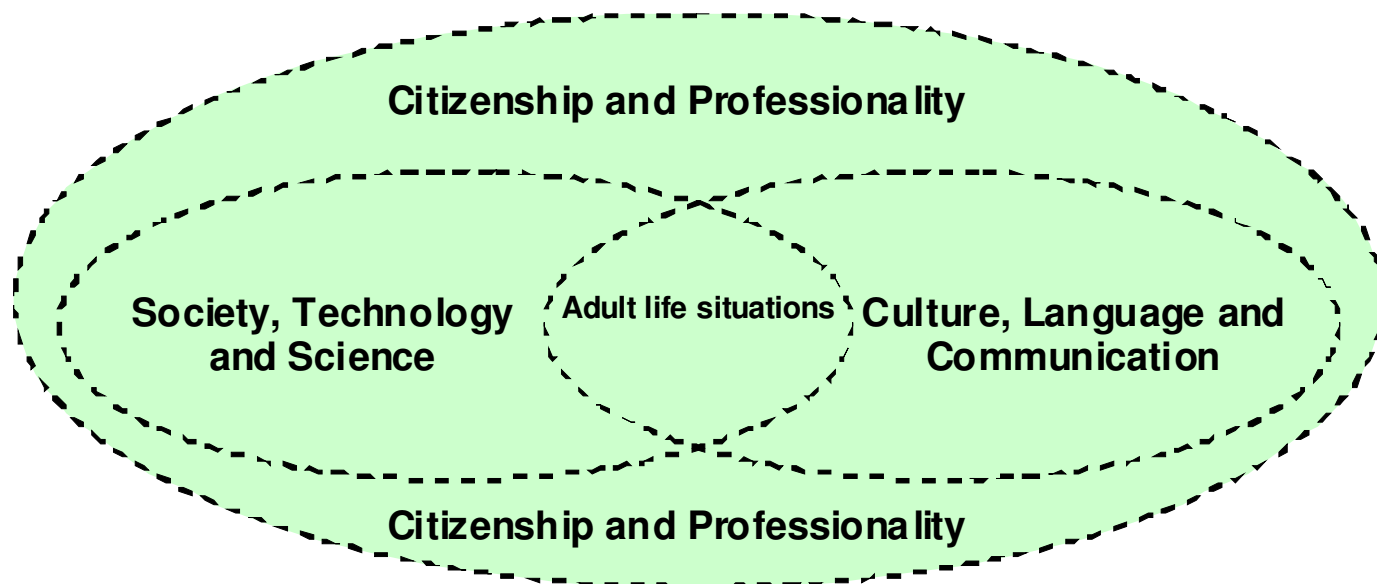 Citizenship and Professionality
Society, Technology
and Science
Adult life situations
Culture, Language and
Communication
Citizenship and Professionality